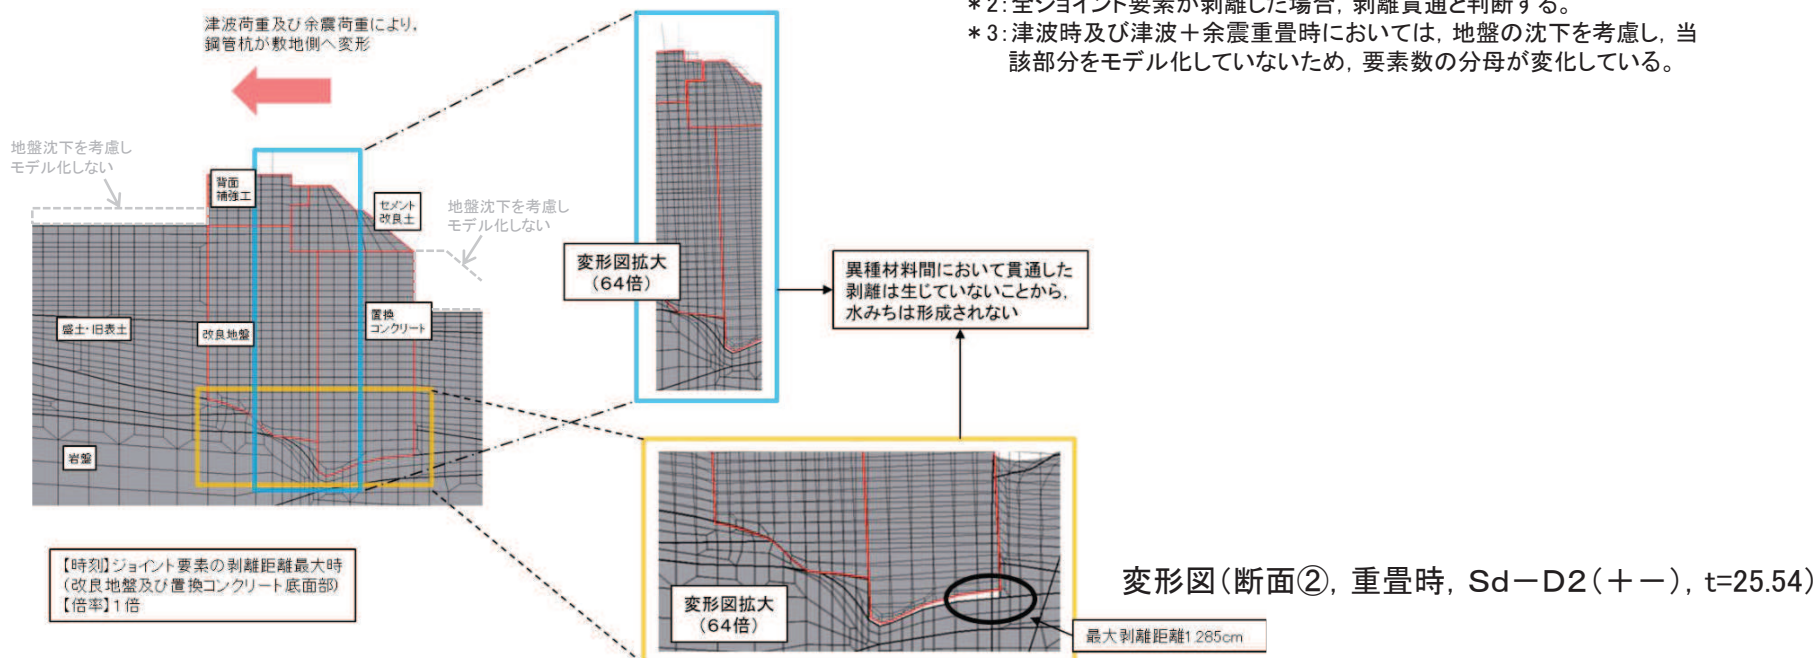 ＊2：全ジョイント要素が剥離した場合，剥離貫通と判断する。
＊3：津波時及び津波＋余震重畳時においては，地盤の沈下を考慮し，当
該部分をモデル化していないため，要素数の分母が変化している。
津波荷重及び余震荷重により，
鋼管杭が敷地側へ変形
地盤沈下を考慮し
モデル化しない
背面
補強工
セメント
改良土
地盤沈下を考慮し
モデル化しない
盛土・旧表土
改良地盤
置換
コンクリート
岩盤
変形図拡大
（64倍）
異種材料間において貫通した
剥離は生じていないことから，
水みちは形成されない
【時刻】ジョイント要素の剥離距離最大時
（改良地盤及び置換コンクリート底面部）
【倍率】1倍
変形図拡大
（64倍）
最大剥離距離1.285cm
変形図（断面②，重畳時，Sd－D2（＋－），t=25.54）